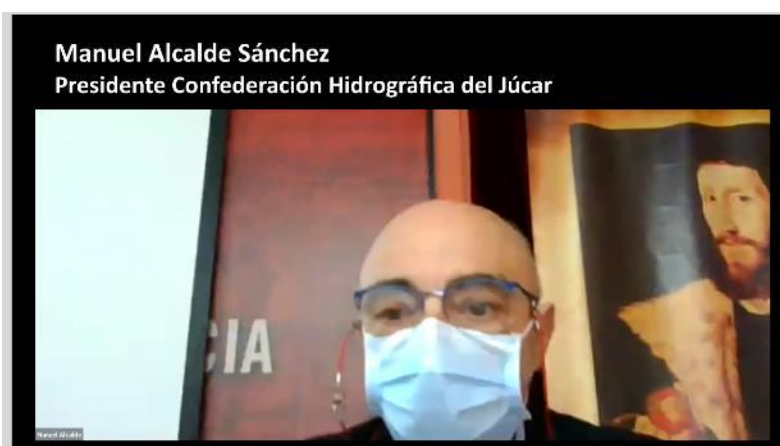 Manuel Alcalde Sánchez
Presidente Confederación Hidrográfica del Júcar
CIA
Manuel Alcalde